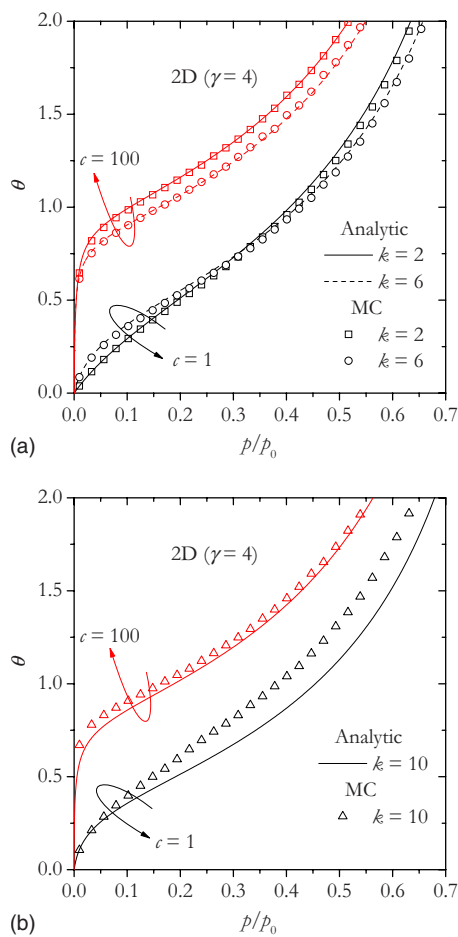 2.0
1.5
1.0
0.5
0.0
θ
2D (γ = 4)
c = 100
c = 1
Analytic
k = 2
k = 6
MC
k = 2
k = 6
0.0 0.1 0.2 0.3 0.4 0.5 0.6 0.7
p/p₀
(a)
2.0
1.5
1.0
0.5
0.0
θ
2D (γ = 4)
c = 100
c = 1
Analytic
k = 10
MC
k = 10
0.0 0.1 0.2 0.3 0.4 0.5 0.6 0.7
p/p₀
(b)